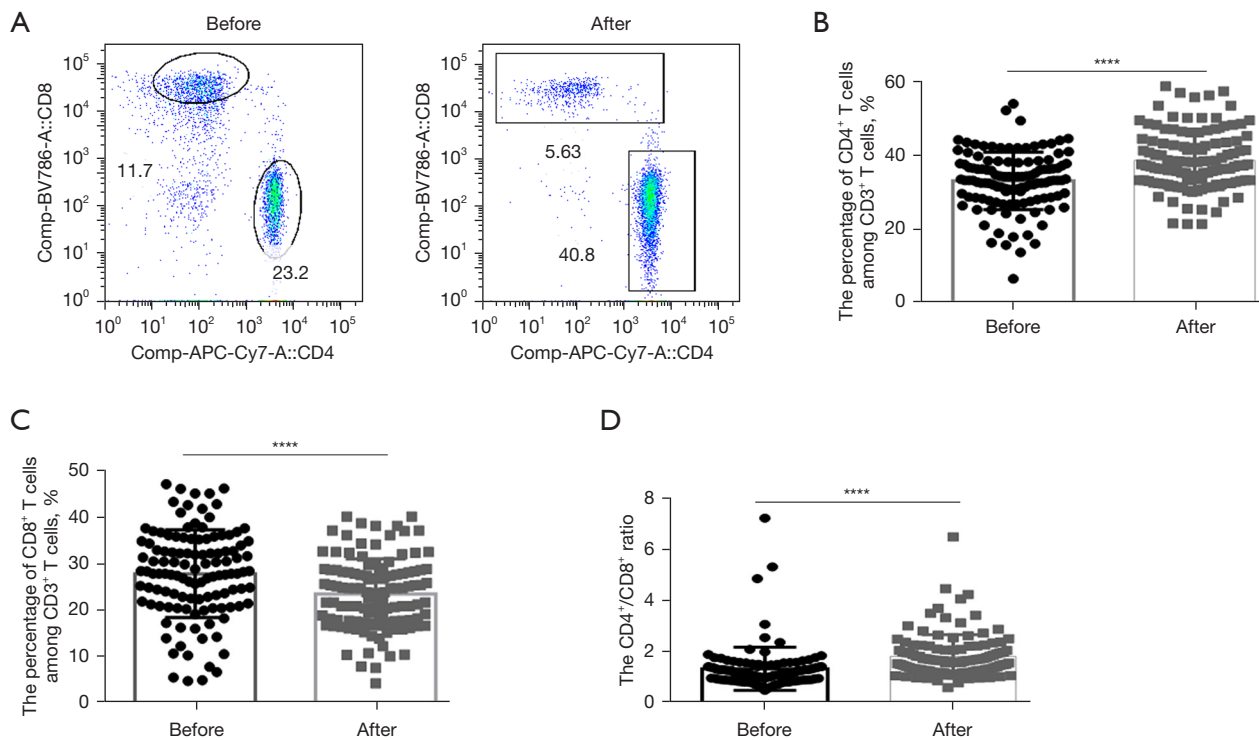 A
Before
10⁵
10⁴
10³
10²
10¹
10⁰
Comp-BV786-A::CD8
11.7
23.2
10⁰ 10¹ 10² 10³ 10⁴ 10⁵
Comp-APC-Cy7-A::CD4
After
10⁵
10⁴
10³
10²
10¹
10⁰
Comp-BV786-A::CD8
5.63
40.8
10⁰ 10¹ 10² 10³ 10⁴ 10⁵
Comp-APC-Cy7-A::CD4
B
****
The percentage of CD4⁺ T cells
among CD3⁺ T cells, %
60
40
20
0
Before After
C
****
The percentage of CD8⁺ T cells
among CD3⁺ T cells, %
50
40
30
20
10
0
Before After
D
****
The CD4⁺/CD8⁺ ratio
8
6
4
2
0
Before After